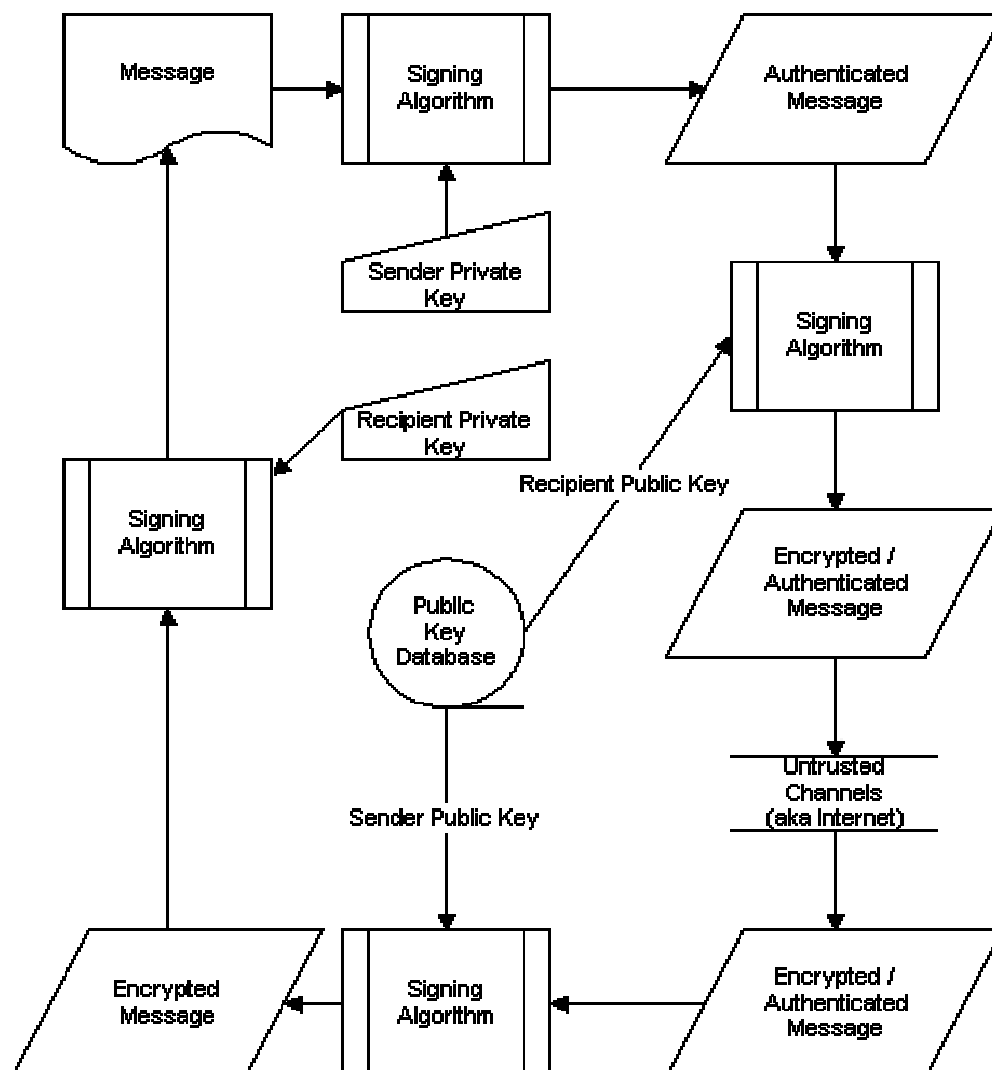 Message
Signing
Algorithm
Authenticated
Message
Sender Private
Key
Signing
Algorithm
Recipient Private
Key
Recipient Public Key
Signing
Algorithm
Encrypted /
Authenticated
Message
Public
Key
Database
Untrusted
Channels
(aka Internet)
Sender Public Key
Encrypted
Message
Signing
Algorithm
Encrypted /
Authenticated
Message